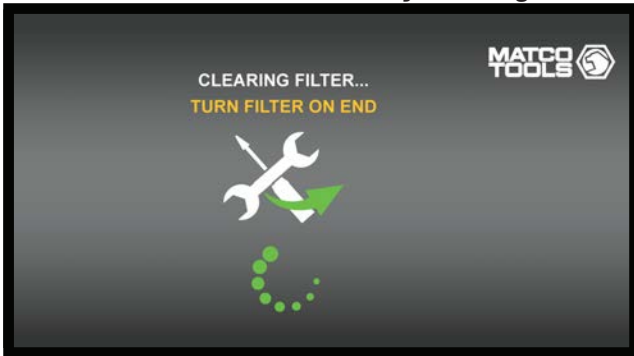 CLEARING FILTER...
TURN FILTER ON END
MATCO
TOOLS